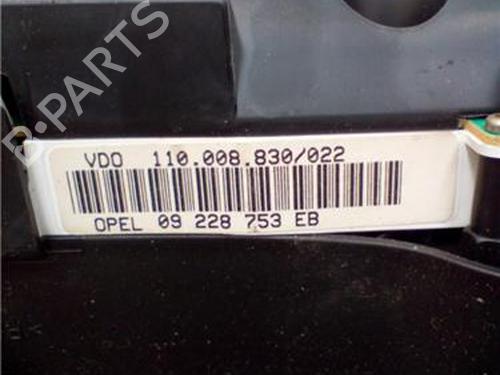 B-PARTS
VDO 110.008.830/022
OPEL 09 228 753 EB